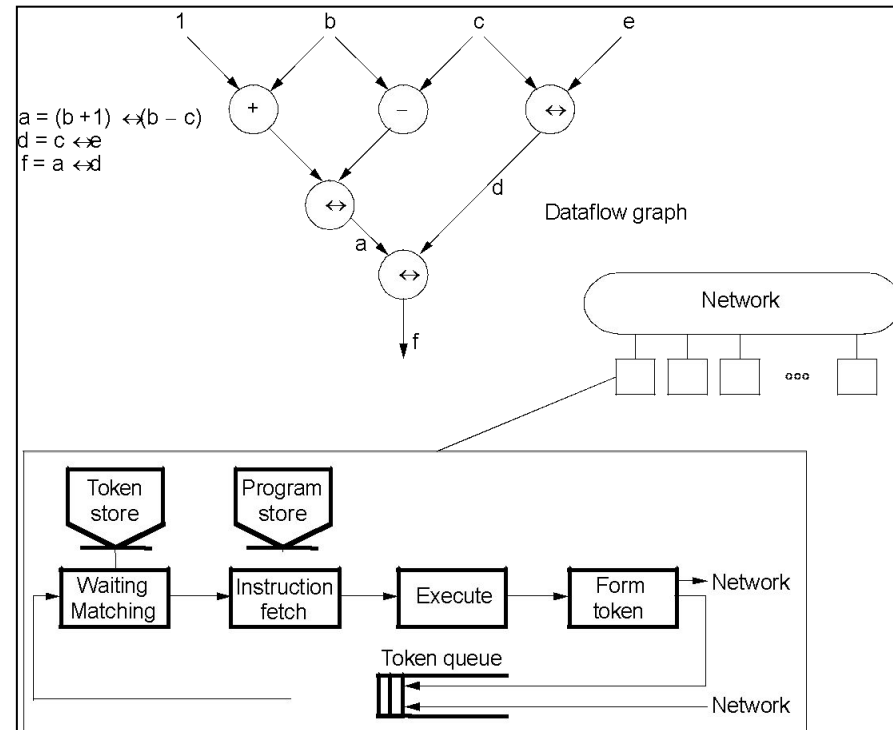 1 b c e
+ − ↔
a = (b +1) ↔(b − c)
d = c ↔e
f = a ↔d
↔
d
Dataflow graph
a
↔
Network
f
°°°
Token store
Program store
Waiting Matching
Instruction fetch
Execute
Form token
Network
Token queue
Network